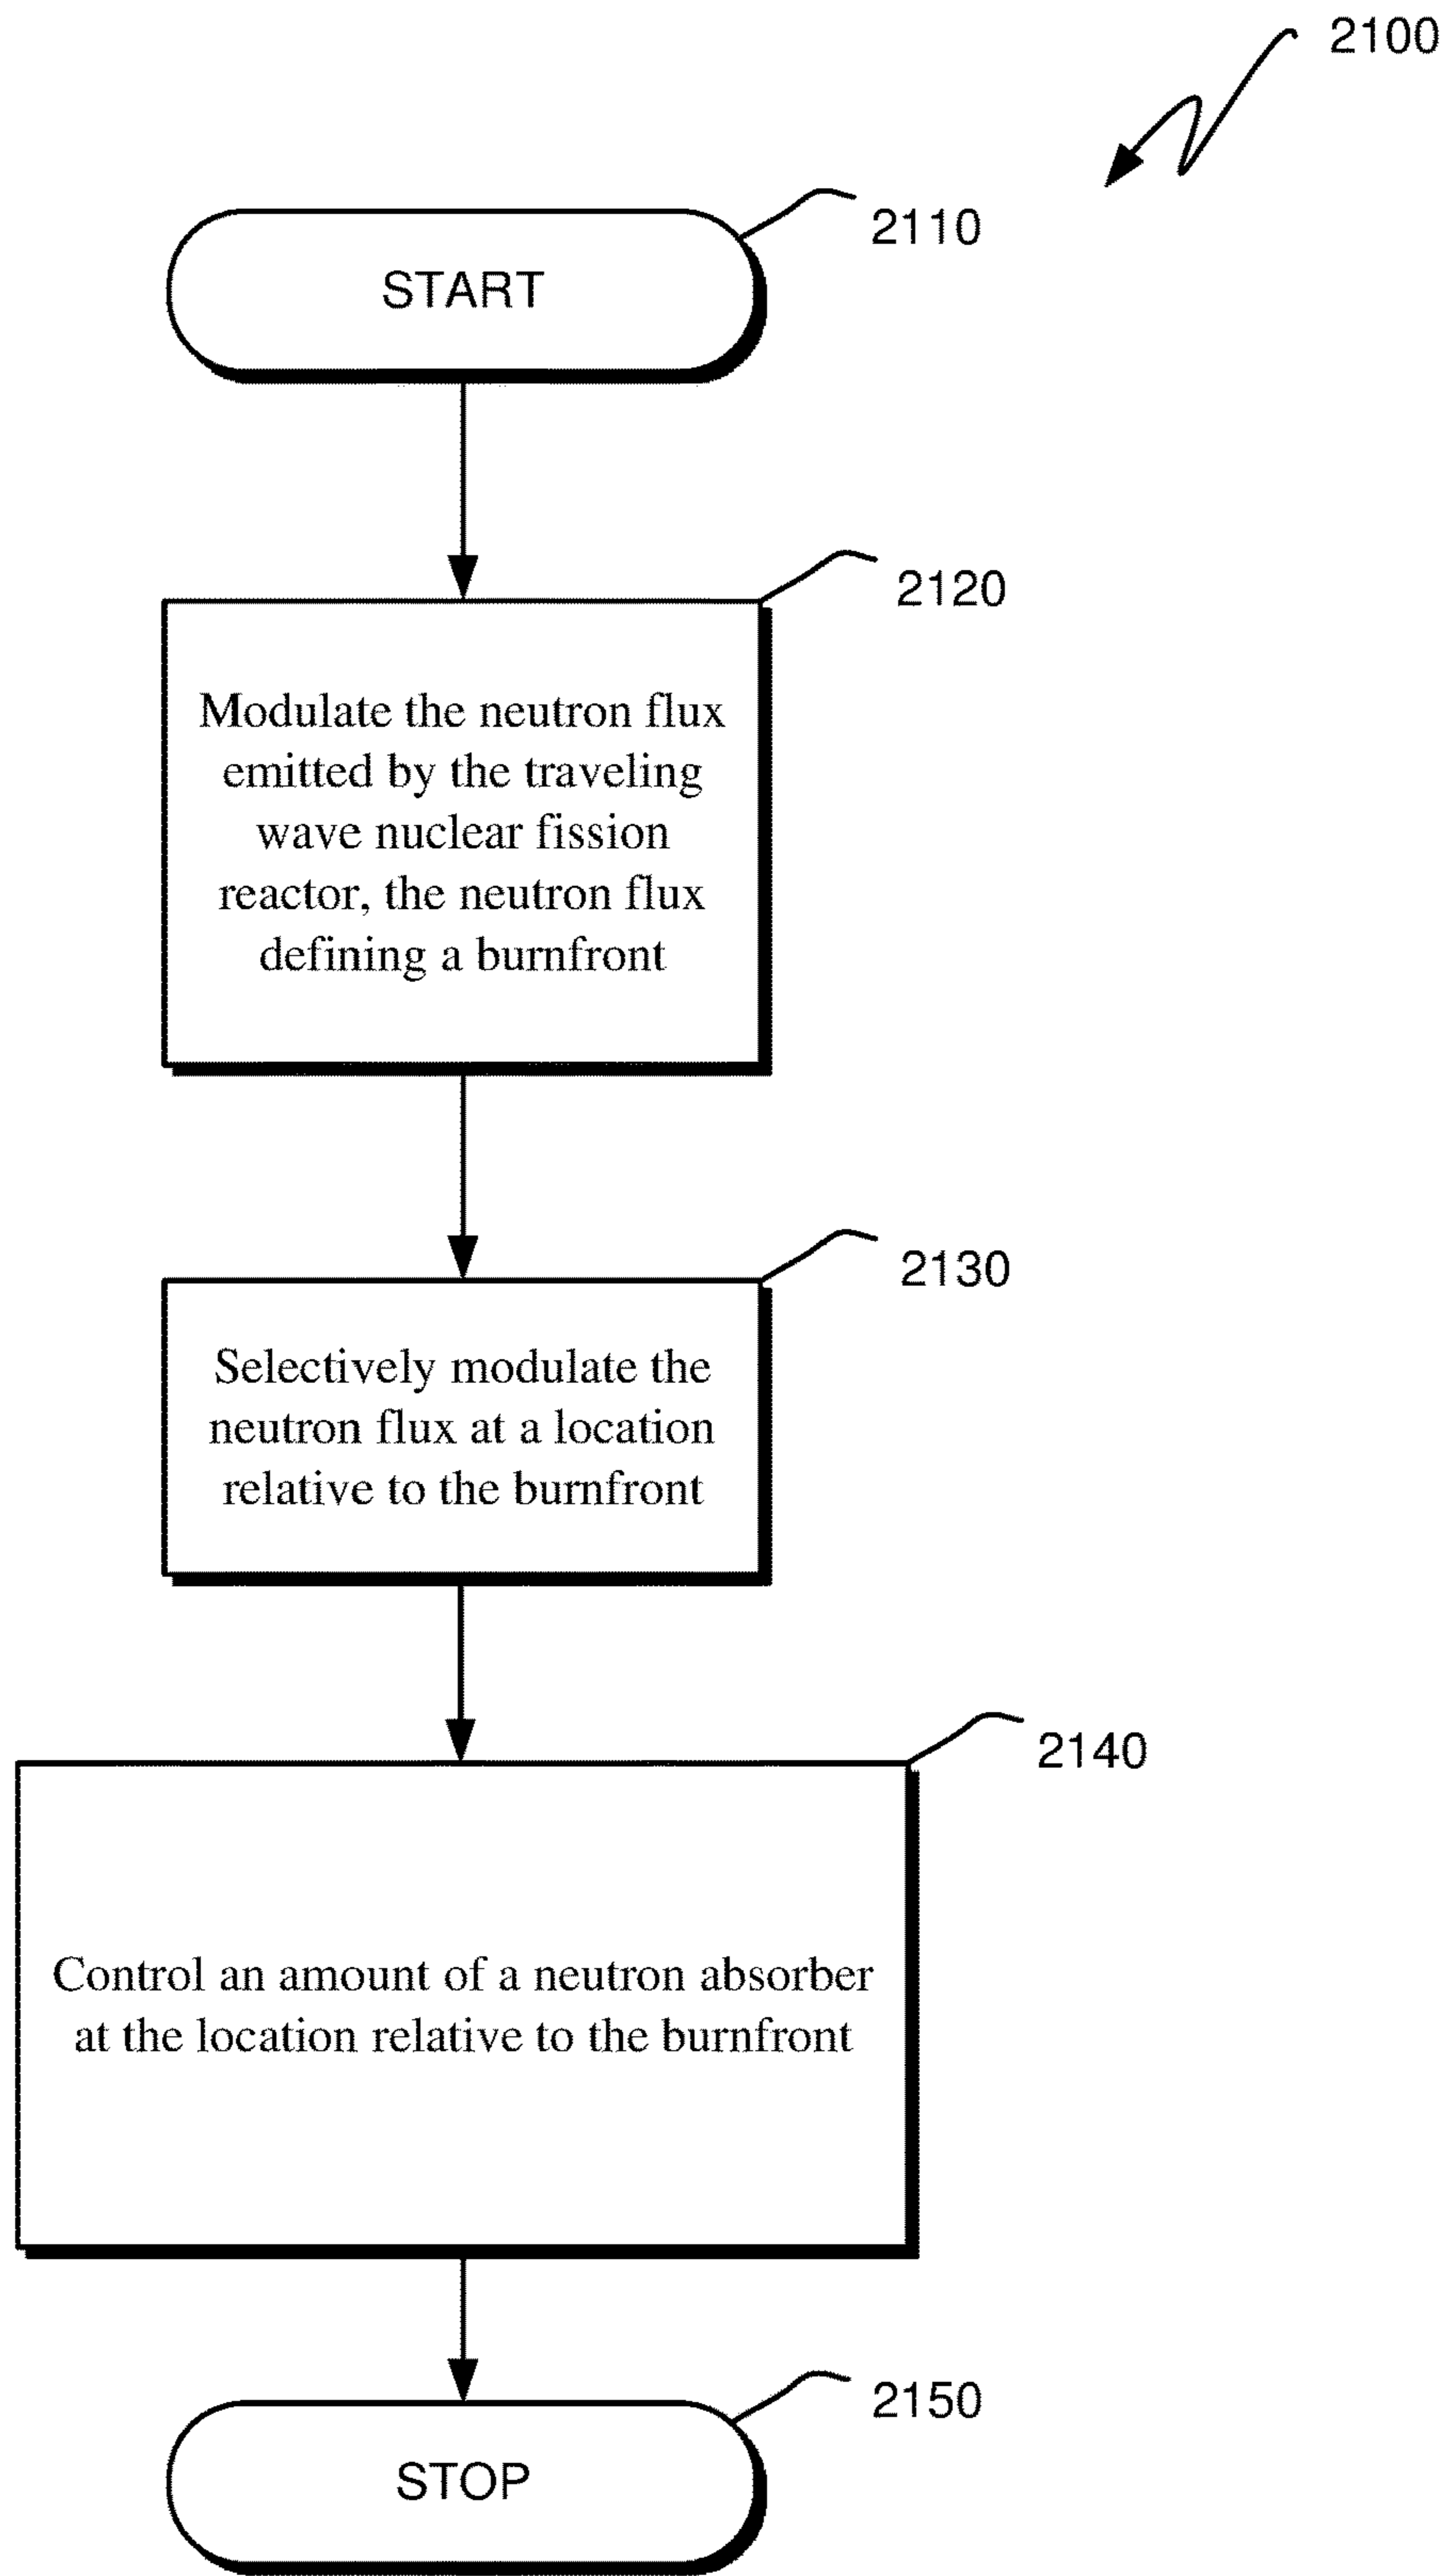 2100
2110
START
2120
Modulate the neutron flux
emitted by the traveling
wave nuclear fission
reactor, the neutron flux
defining a burnfront
2130
Selectively modulate the
neutron flux at a location
relative to the burnfront
2140
Control an amount of a neutron absorber
at the location relative to the burnfront
2150
STOP